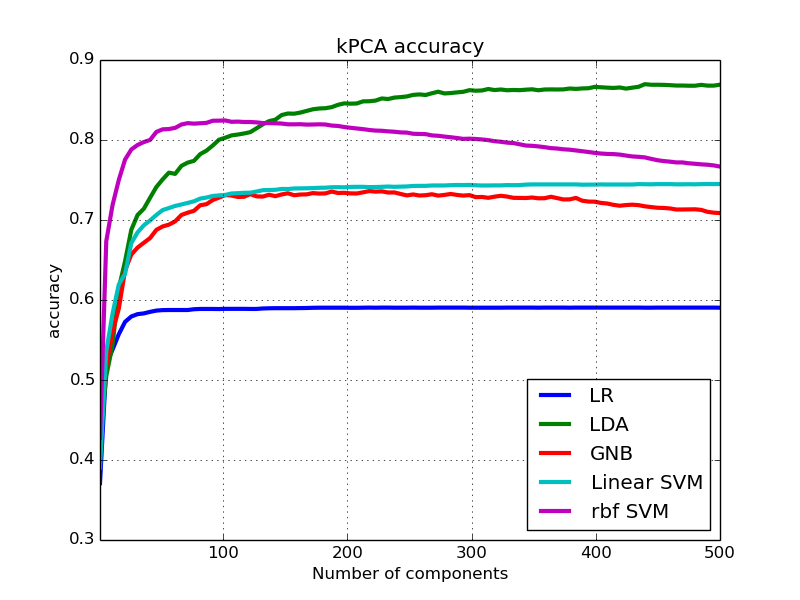 kPCA accuracy
0.9
0.8
0.7
0.6
0.5
0.4
0.3
accuracy
100 200 300 400 500
Number of components
LR
LDA
GNB
Linear SVM
rbf SVM